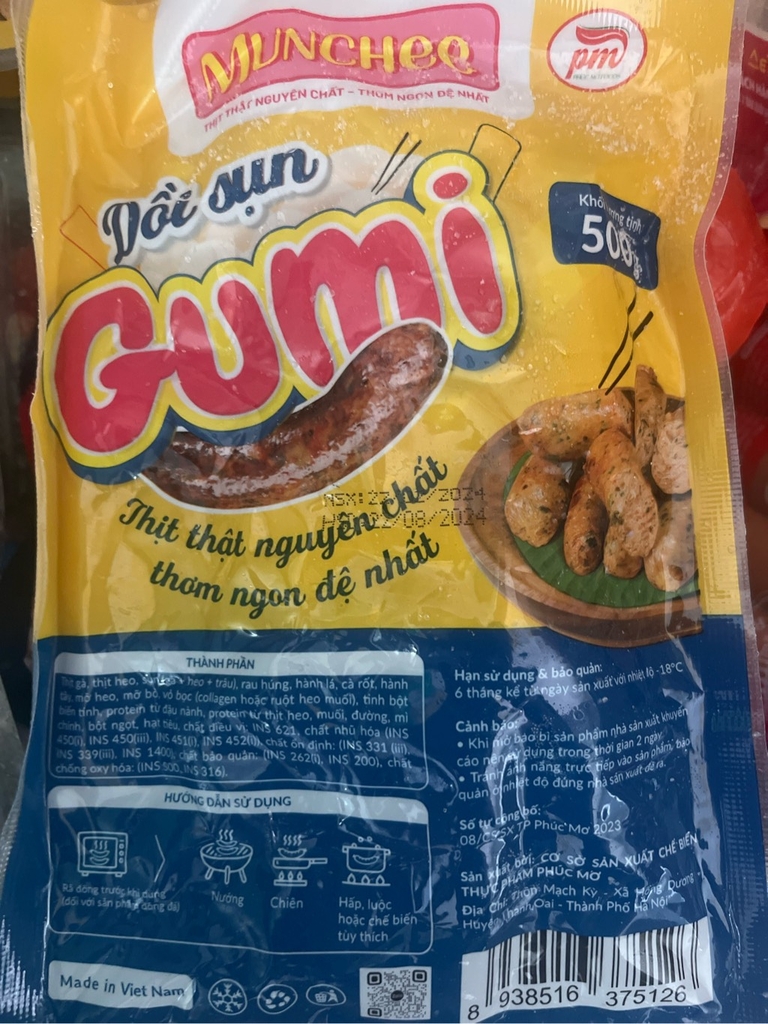 MUNCHEE
THỊT THẬT NGUYÊN CHẤT – THƠM NGON ĐỆ NHẤT
pm
Dồi sụn
GUMi
Khối lượng tịnh
500g
NSX:22/02/2024
HSD:22/08/2024
Thịt thật nguyên chất
thơm ngon đệ nhất
THÀNH PHẦN
Thịt gà, thịt heo, sụn heo + trâu), rau húng, hành lá, cà rốt, hành
tây, mỡ heo, mỡ bò, vỏ bọc (collagen hoặc ruột heo muối), tinh bột
biến tính, protein từ đậu nành, protein từ thịt heo, muối, đường, mì
chính, bột ngọt, hạt tiêu, chất điều vị: INS 621, chất nhũ hóa (INS
450(i), INS 450(iii), INS 451(i), INS 452(i), chất ổn định: (INS 331 (iii),
INS 339(iii), INS 1400, chất bảo quản: (INS 262(i), INS 200), chất
chống oxy hóa: (INS 500, INS 316).
HƯỚNG DẪN SỬ DỤNG
Rã đông trước khi dùng
(đối với sản phẩm đông đá)
Nướng
Chiên
Hấp, luộc
hoặc chế biến
tùy thích
Hạn sử dụng & bảo quản:
6 tháng kể từ ngày sản xuất với nhiệt độ -18°C
Cảnh báo:
• Khi mở bao bì sản phẩm nhà sản xuất khuyến
cáo nên sử dụng trong thời gian 2 ngày
• Tránh ánh nắng trực tiếp vào sản phẩm, bảo
quản ở nhiệt độ đúng nhà sản xuất đề ra.
Số tự công bố:
08/CSSX TP Phúc Mơ 2023
Sản xuất bởi: CƠ SỞ SẢN XUẤT CHẾ BIẾN
THỰC PHẨM PHÚC MƠ
Địa Chỉ: Thôn Mạch Kỳ - Xã Hồng Dương
Huyện Thanh Oai - Thành Phố Hà Nội
Made in Viet Nam
8 938516 375126